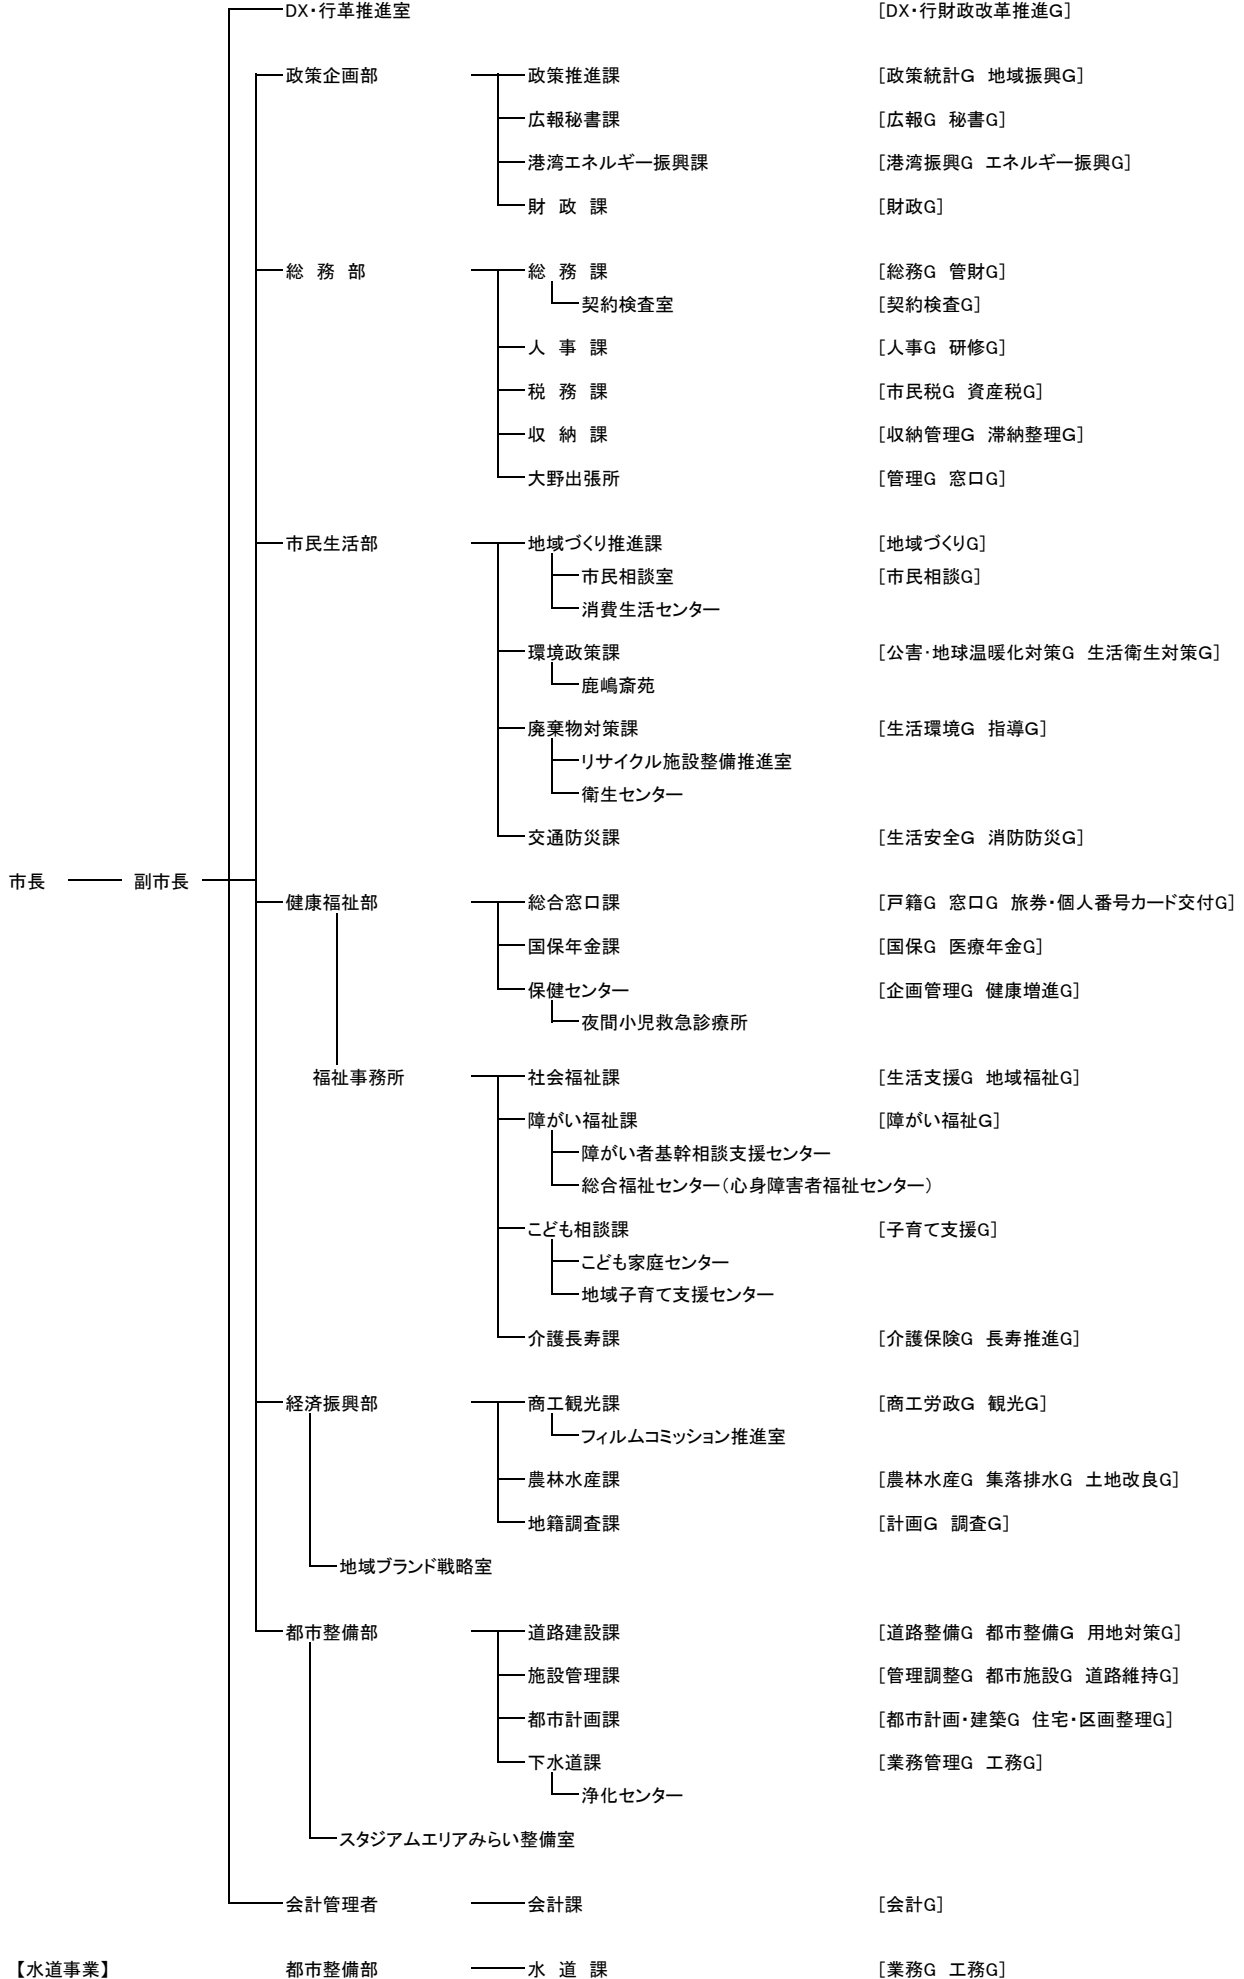 DX・行革推進室 [DX・行財政改革推進G]
政策企画部 政策推進課 [政策統計G 地域振興G]
広報秘書課 [広報G 秘書G]
港湾エネルギー振興課 [港湾振興G エネルギー振興G]
財 政 課 [財政G]
総 務 部 総 務 課 [総務G 管財G]
契約検査室 [契約検査G]
人 事 課 [人事G 研修G]
税 務 課 [市民税G 資産税G]
収 納 課 [収納管理G 滞納整理G]
大野出張所 [管理G 窓口G]
市民生活部 地域づくり推進課 [地域づくりG]
市民相談室 [市民相談G]
消費生活センター
環境政策課 [公害・地球温暖化対策G 生活衛生対策G]
鹿嶋斎苑
廃棄物対策課 [生活環境G 指導G]
リサイクル施設整備推進室
衛生センター
交通防災課 [生活安全G 消防防災G]
市長 副市長
健康福祉部 総合窓口課 [戸籍G 窓口G 旅券・個人番号カード交付G]
国保年金課 [国保G 医療年金G]
保健センター [企画管理G 健康増進G]
夜間小児救急診療所
福祉事務所 社会福祉課 [生活支援G 地域福祉G]
障がい福祉課 [障がい福祉G]
障がい者基幹相談支援センター
総合福祉センター(心身障害者福祉センター)
こども相談課 [子育て支援G]
こども家庭センター
地域子育て支援センター
介護長寿課 [介護保険G 長寿推進G]
経済振興部 商工観光課 [商工労政G 観光G]
フィルムコミッション推進室
農林水産課 [農林水産G 集落排水G 土地改良G]
地籍調査課 [計画G 調査G]
地域ブランド戦略室
都市整備部 道路建設課 [道路整備G 都市整備G 用地対策G]
施設管理課 [管理調整G 都市施設G 道路維持G]
都市計画課 [都市計画・建築G 住宅・区画整理G]
下水道課 [業務管理G 工務G]
浄化センター
スタジアムエリアみらい整備室
会計管理者 会計課 [会計G]
【水道事業】 都市整備部 水 道 課 [業務G 工務G]